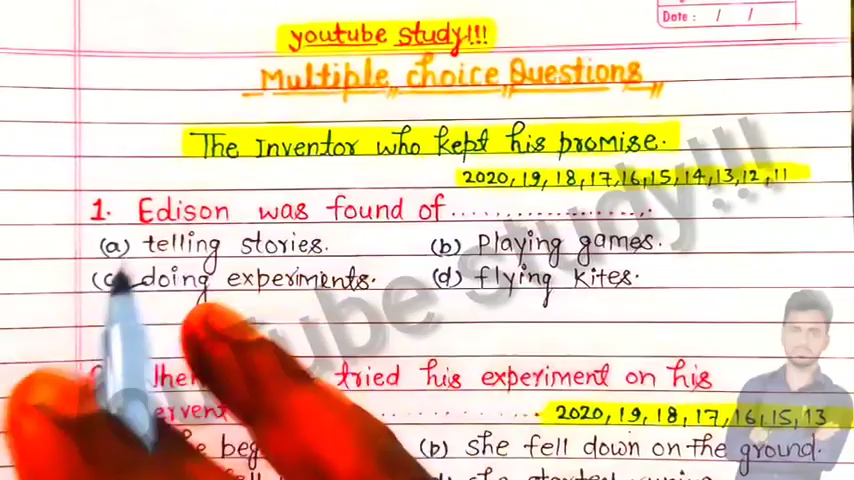 Date : / /
youtube study!!!
Multiple choice Questions
The Inventor who kept his promise.
2020, 19, 18, 17, 16, 15, 14, 13, 12, 11
1. Edison was found of....................
(a) telling stories. (b) Playing games.
(c) doing experiments. (d) flying kites.
tried his experiment on his
2020, 19, 18, 17, 16, 15, 13
(b) she fell down on the ground.
youtube study!!!